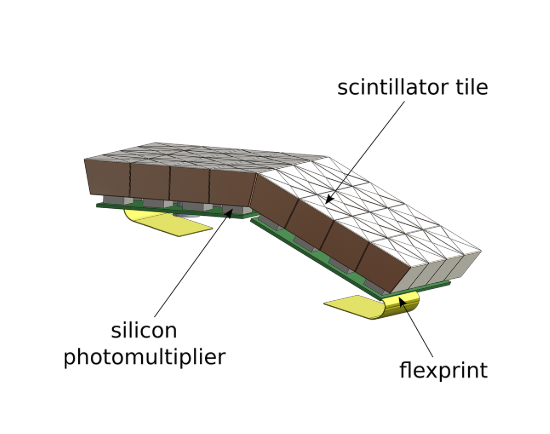 scintillator tile
silicon
photomultiplier
flexprint